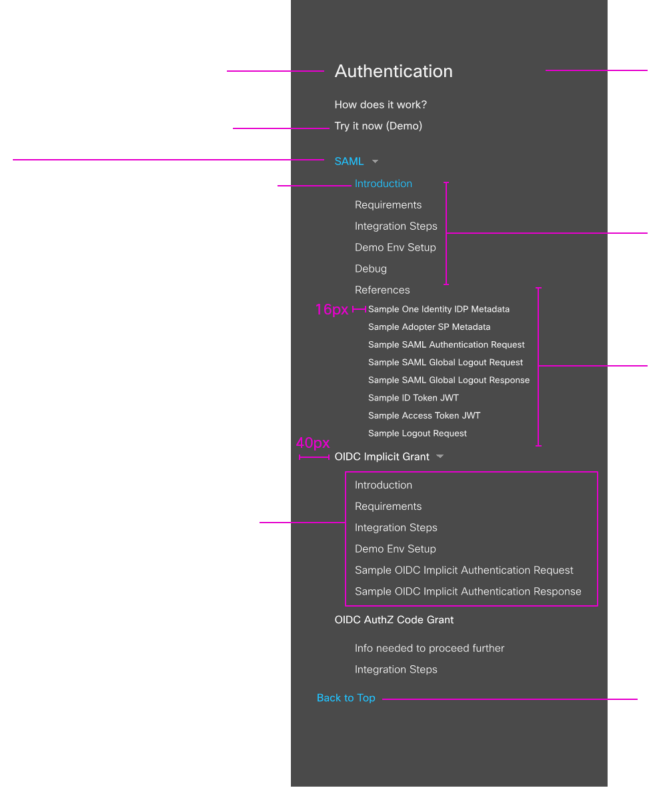 Authentication
How does it work?
Try it now (Demo)
SAML
Introduction
Requirements
Integration Steps
Demo Env Setup
Debug
References
16px
Sample One Identity IDP Metadata
Sample Adopter SP Metadata
Sample SAML Authentication Request
Sample SAML Global Logout Request
Sample SAML Global Logout Response
Sample ID Token JWT
Sample Access Token JWT
Sample Logout Request
40px
OIDC Implicit Grant
Introduction
Requirements
Integration Steps
Demo Env Setup
Sample OIDC Implicit Authentication Request
Sample OIDC Implicit Authentication Response
OIDC AuthZ Code Grant
Info needed to proceed further
Integration Steps
Back to Top